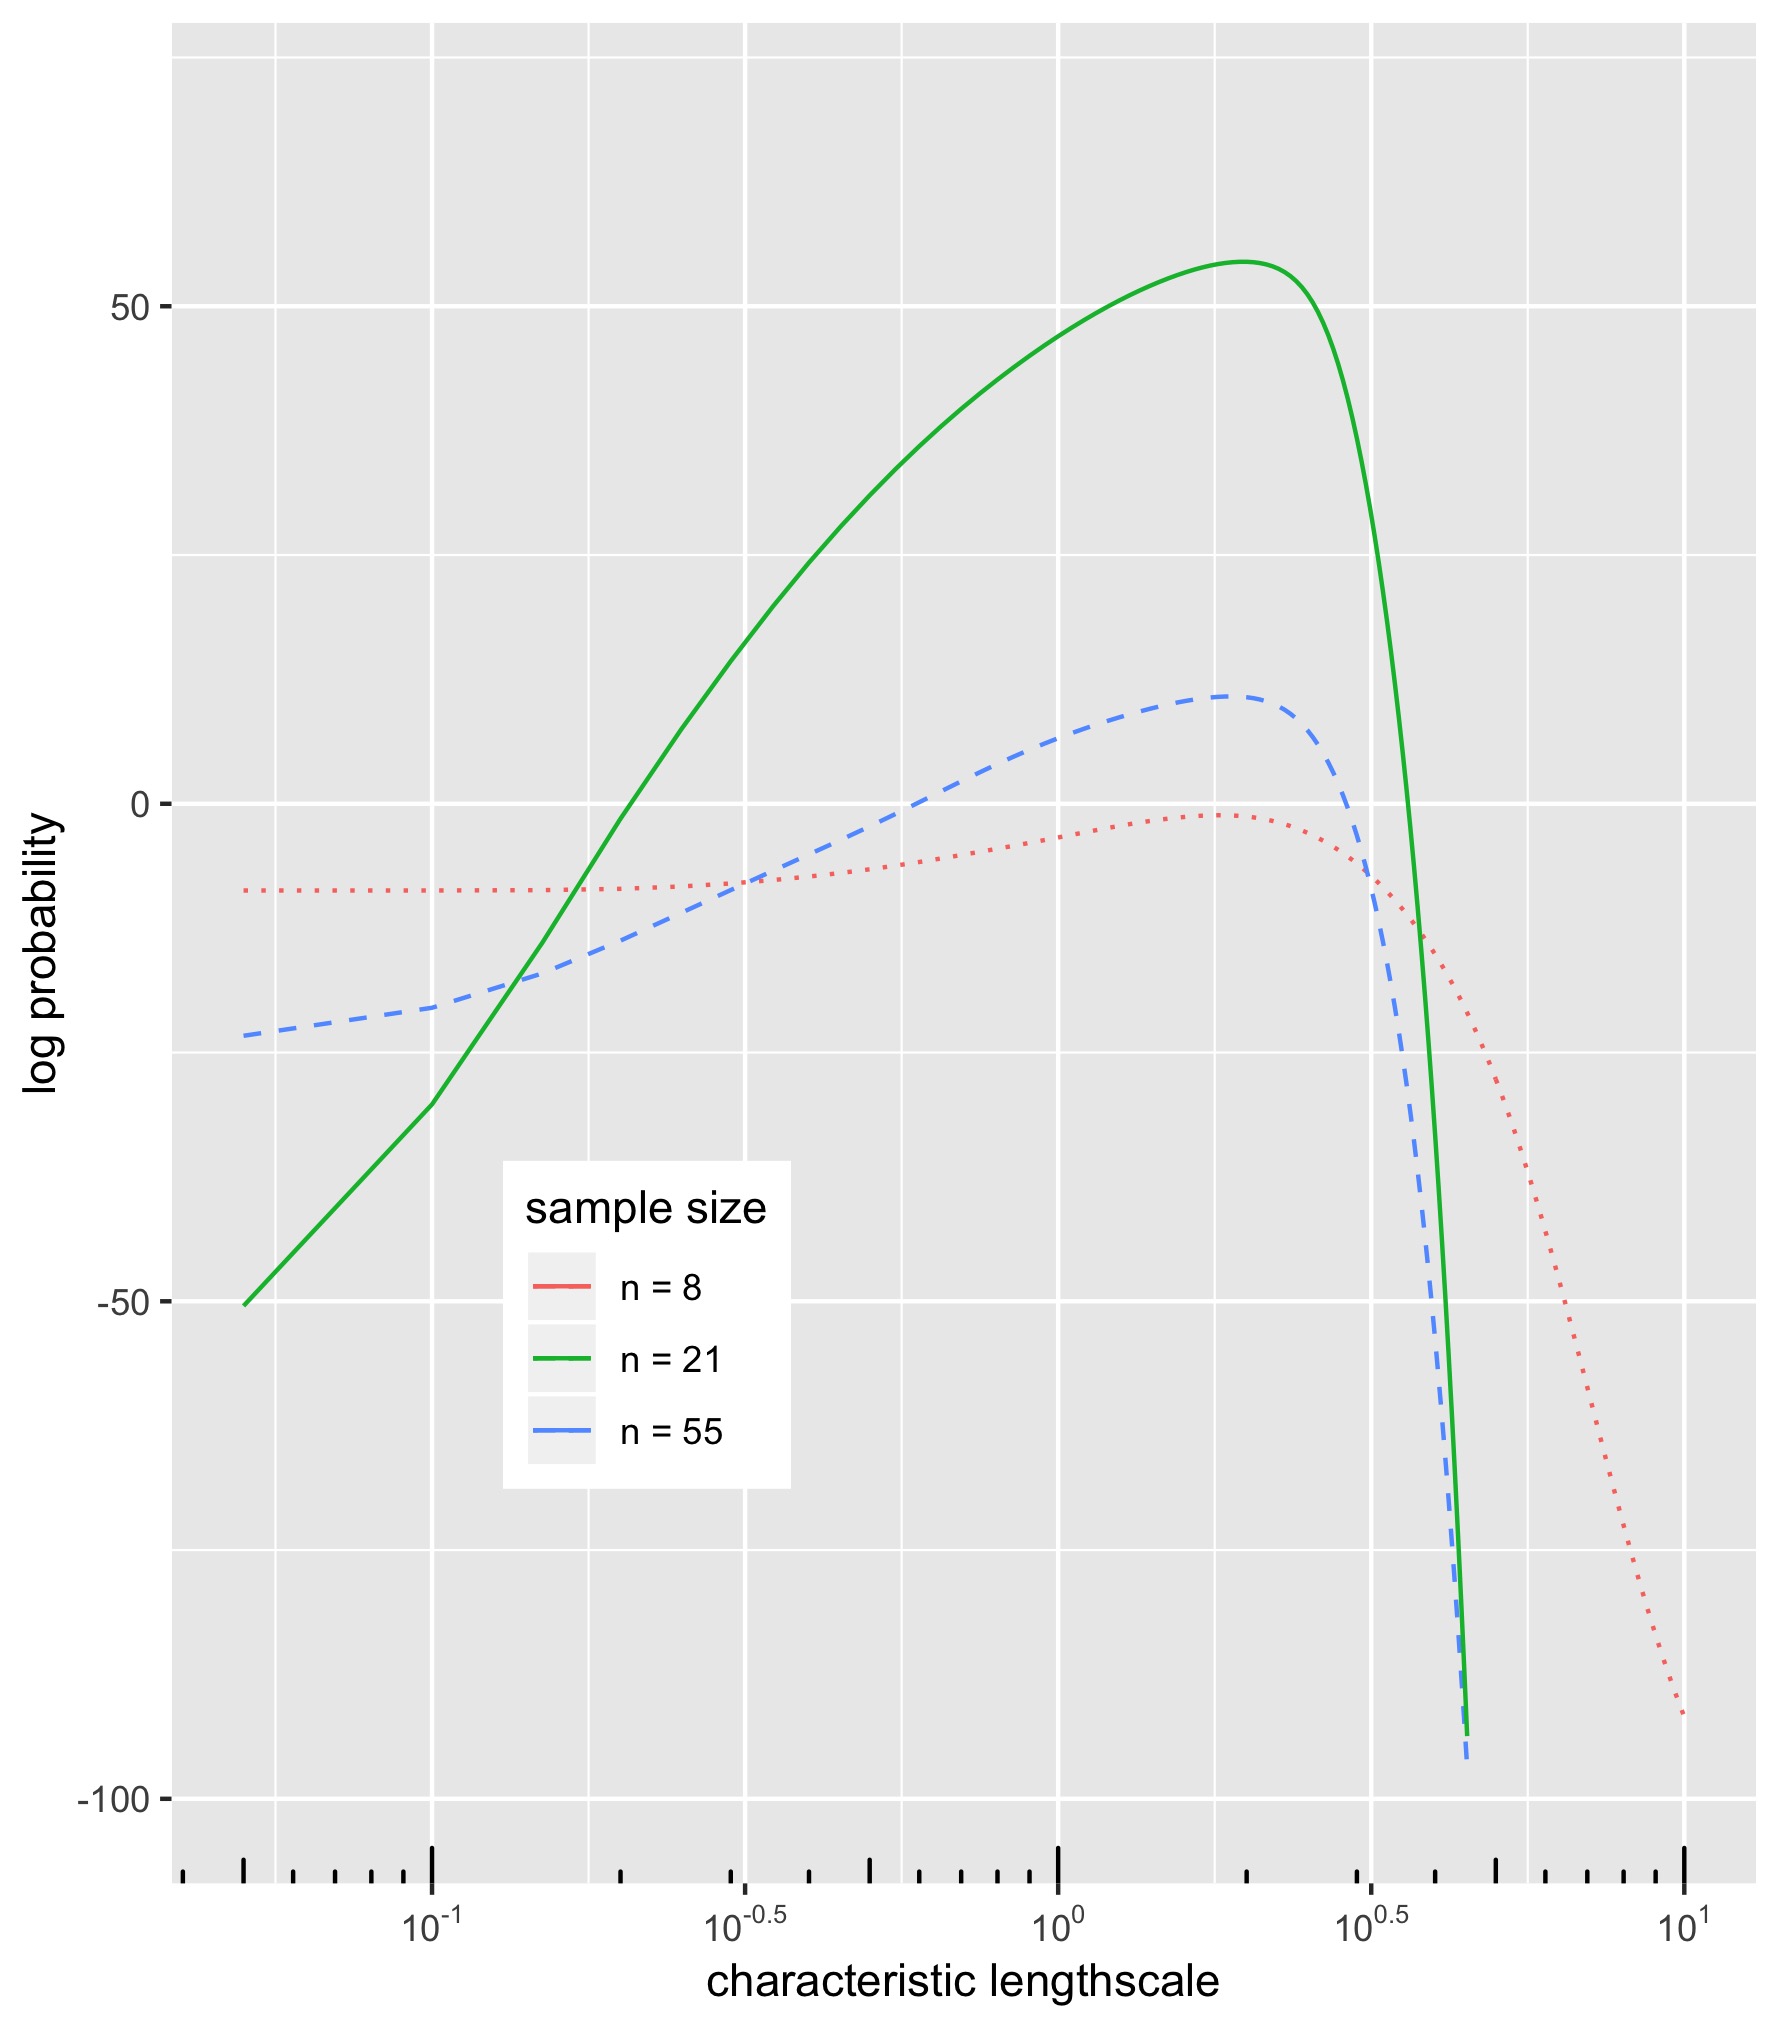 50
0
-50
-100
log probability
sample size
n = 8
n = 21
n = 55
10^-1 10^-0.5 10^0 10^0.5 10^1
characteristic lengthscale